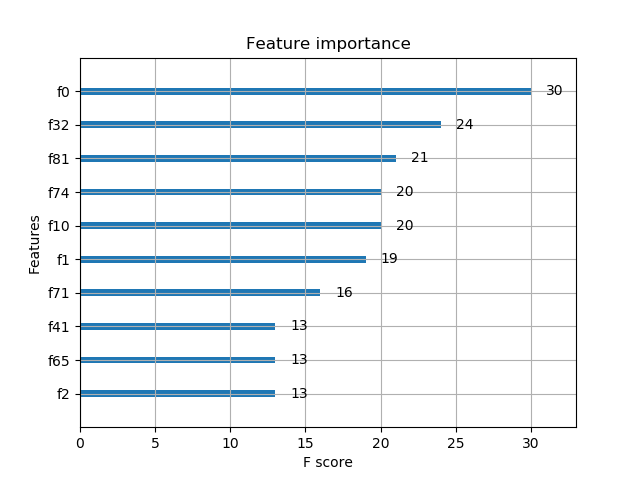 Feature importance
Features
f0 30
f32 24
f81 21
f74 20
f10 20
f1 19
f71 16
f41 13
f65 13
f2 13
0 5 10 15 20 25 30
F score